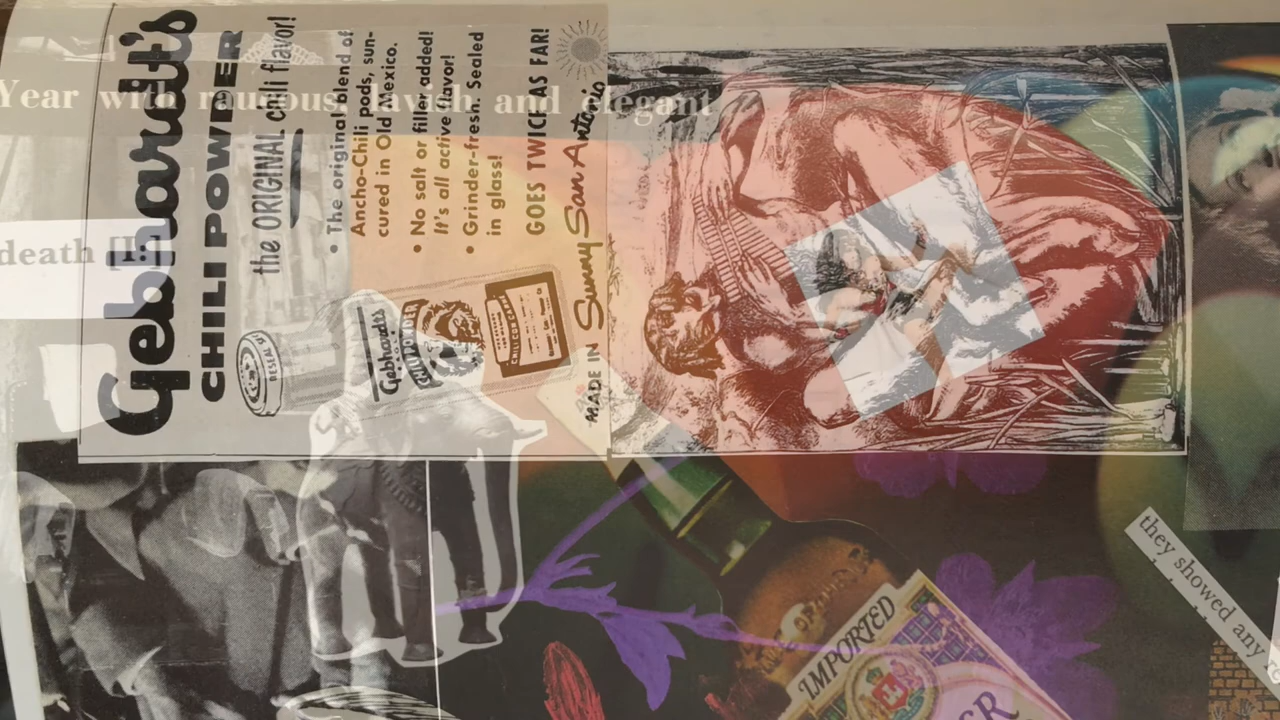 Year with raucous, lavish and elegant
death [
Gebhardt's
CHILI POWDER
the ORIGINAL chili flavor!
• The original blend of
Ancho-Chili pods, sun-
cured in Old Mexico.
• No salt or filler added!
It's all active flavor!
• Grinder-fresh. Sealed
in glass!
GOES TWICE AS FAR!
MADE IN Sunny San Antonio
Gebhardt's
CHILI POWDER
CHILI CON CARNE
they showed any
IMPORTED